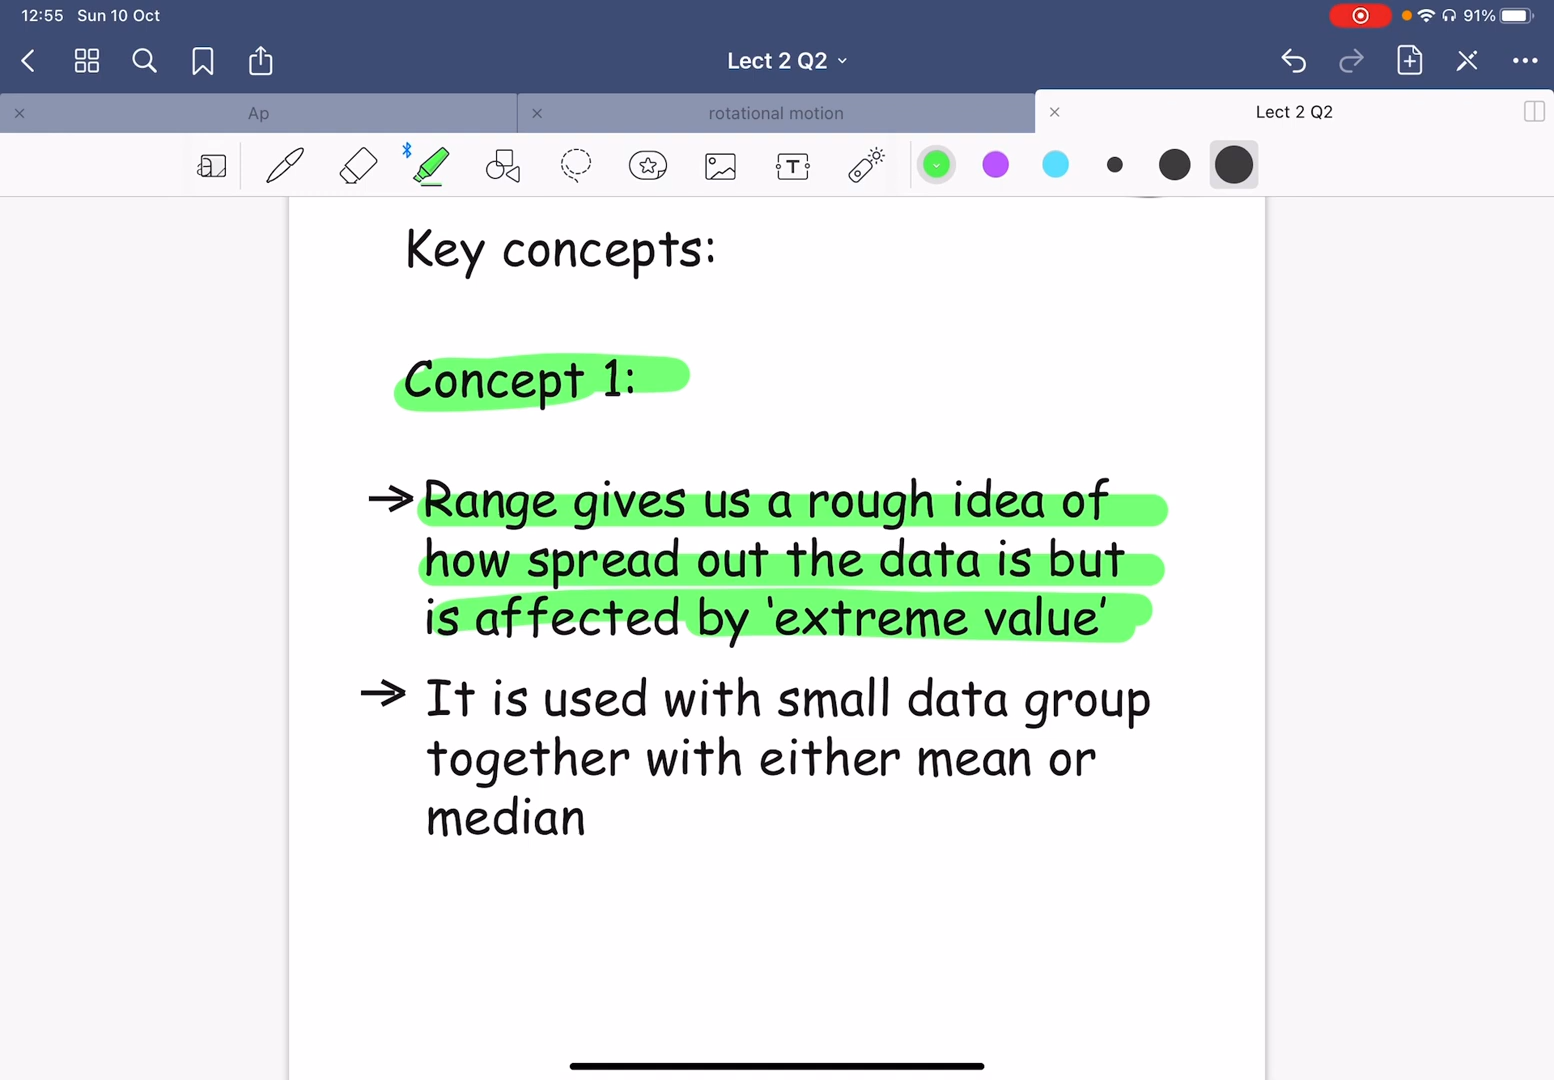 12:55 Sun 10 Oct
91%
Lect 2 Q2
Ap
rotational motion
Lect 2 Q2
T
Key concepts:
Concept 1:
→ Range gives us a rough idea of
how spread out the data is but
is affected by 'extreme value'
→ It is used with small data group
together with either mean or
median